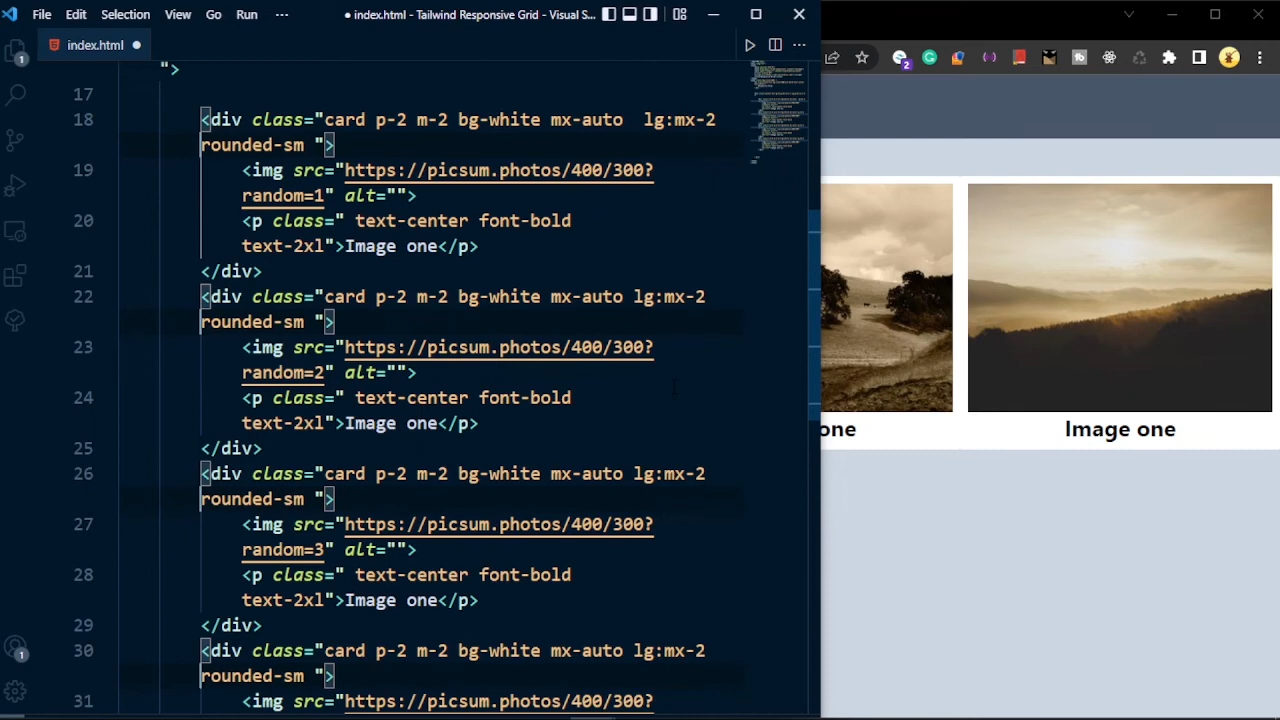 File Edit Selection View Go Run ··· ● index.html - Tailwind Responsive Grid - Visual S...
1
index.html ●
">
17
18 <div class="card p-2 m-2 bg-white mx-auto  lg:mx-2
rounded-sm ">
19 <img src="https://picsum.photos/400/300?
random=1" alt="">
20 <p class=" text-center font-bold
text-2xl">Image one</p>
21 </div>
22 <div class="card p-2 m-2 bg-white mx-auto lg:mx-2
rounded-sm ">
23 <img src="https://picsum.photos/400/300?
random=2" alt="">
24 <p class=" text-center font-bold
text-2xl">Image one</p>
25 </div>
26 <div class="card p-2 m-2 bg-white mx-auto lg:mx-2
rounded-sm ">
27 <img src="https://picsum.photos/400/300?
random=3" alt="">
28 <p class=" text-center font-bold
text-2xl">Image one</p>
29 </div>
30 <div class="card p-2 m-2 bg-white mx-auto lg:mx-2
rounded-sm ">
31 <img src="https://picsum.photos/400/300?
1
2
one
Image one